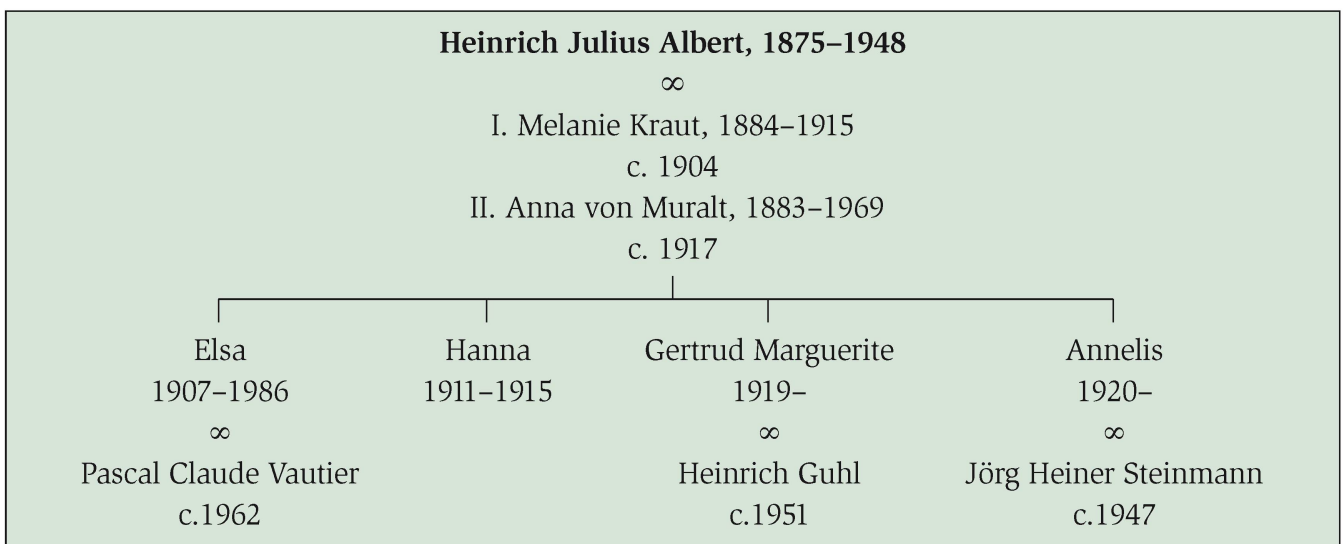 Heinrich Julius Albert, 1875–1948
∞
I. Melanie Kraut, 1884–1915
c. 1904
II. Anna von Muralt, 1883–1969
c. 1917
Elsa
1907–1986
∞
Pascal Claude Vautier
c.1962
Hanna
1911–1915
Gertrud Marguerite
1919–
∞
Heinrich Guhl
c.1951
Annelis
1920–
∞
Jörg Heiner Steinmann
c.1947